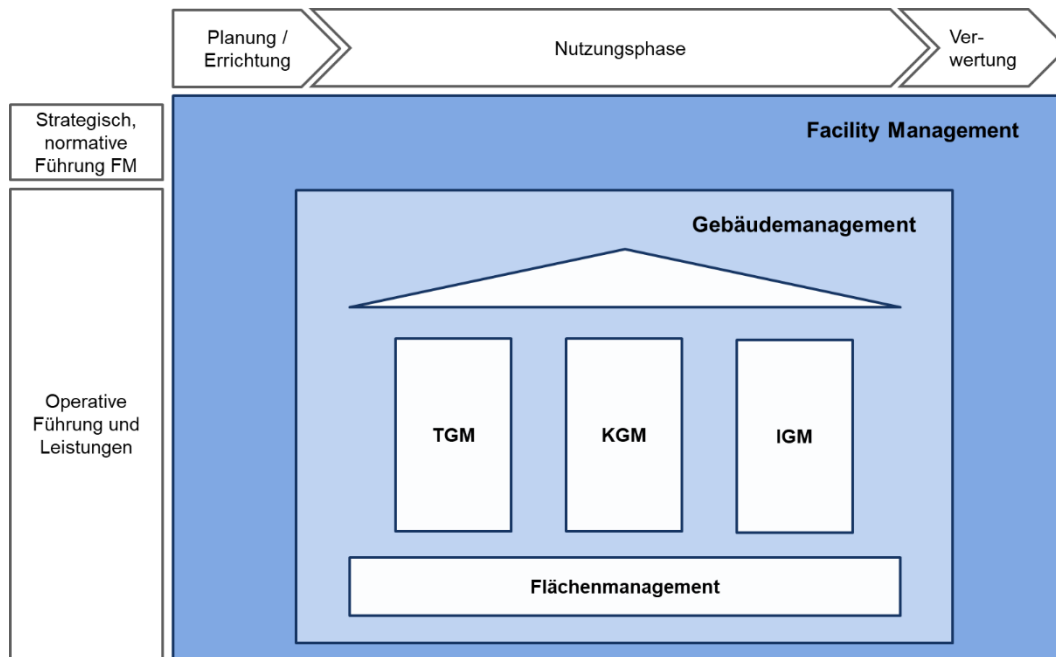 Planung /
Errichtung
Nutzungsphase
Ver-
wertung
Strategisch,
normative
Führung FM
Facility Management
Gebäudemanagement
Operative
Führung und
Leistungen
TGM
KGM
IGM
Flächenmanagement